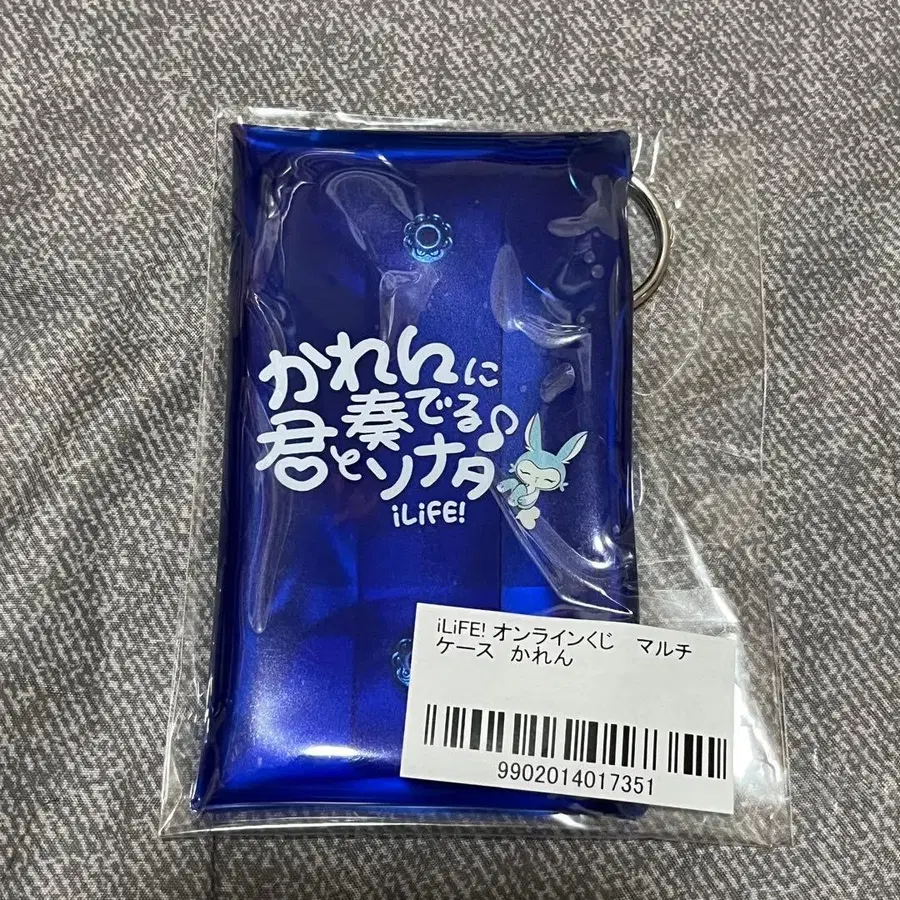 かれんに
奏でる♪
君とソナタ
iLiFE!
iLiFE! オンラインくじ　マルチ
ケース　かれん
9902014017351